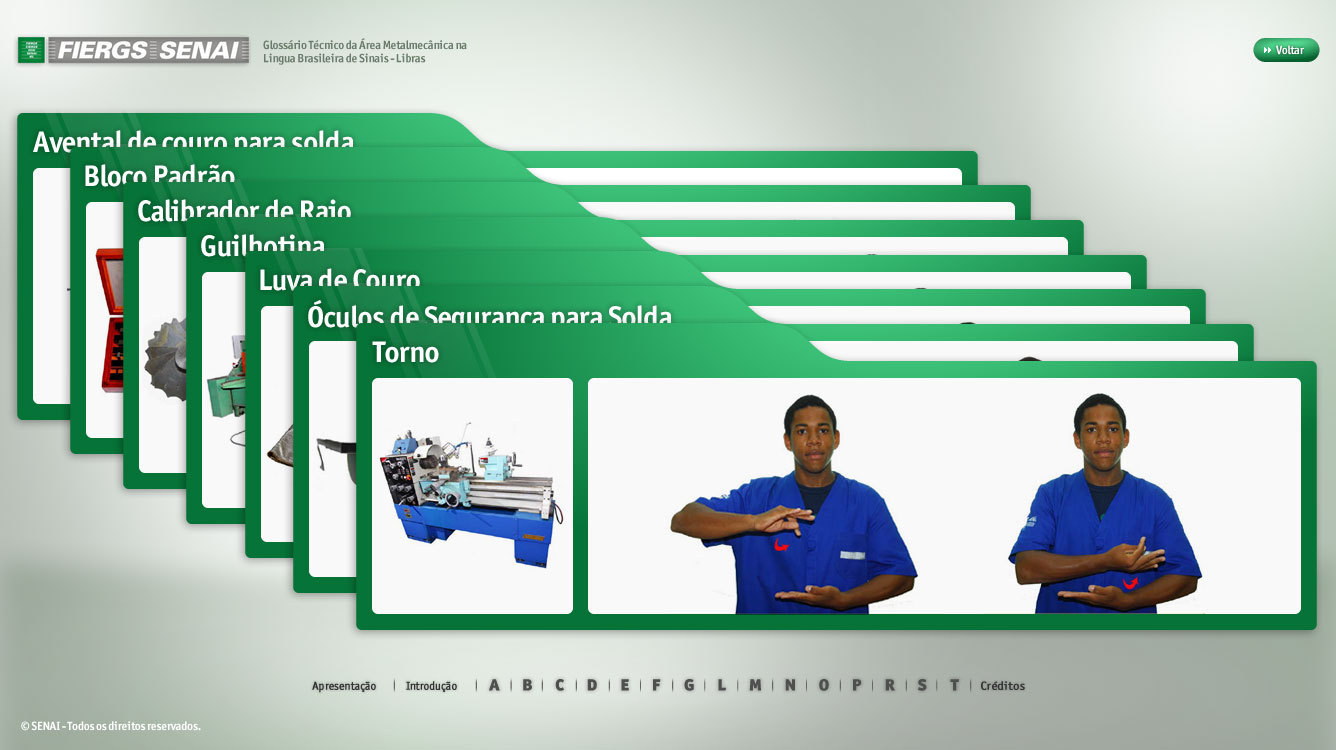 FIERGS SENAI
Glossário Técnico da Área Metalmecânica na
Lingua Brasileira de Sinais - Libras
Voltar
Avental de couro para solda
Bloco Padrão
Calibrador de Raio
Guilhotina
Luva de Couro
Óculos de Segurança para Solda
Torno
Apresentação | Introdução | A | B | C | D | E | F | G | L | M | N | O | P | R | S | T | Créditos
© SENAI - Todos os direitos reservados.